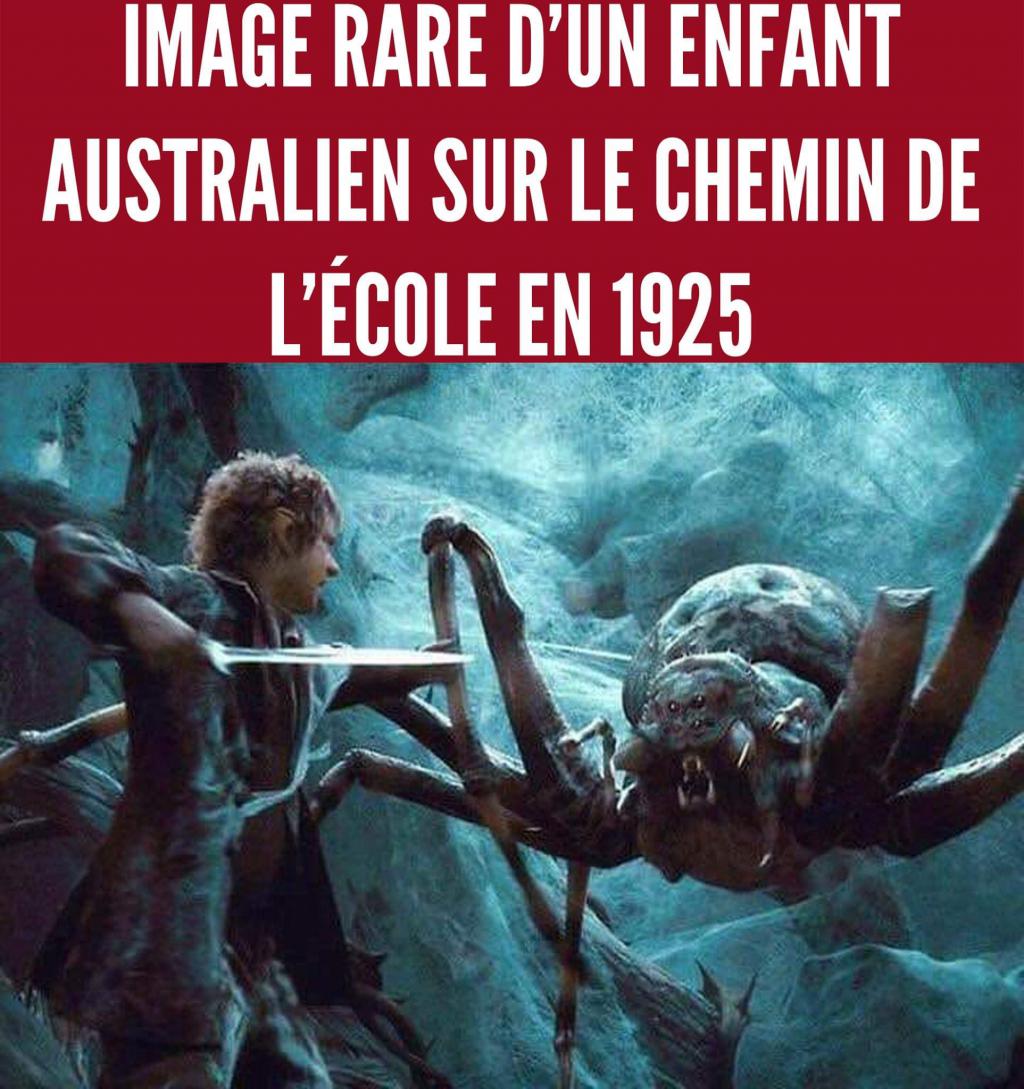 IMAGE RARE D’UN ENFANT
AUSTRALIEN SUR LE CHEMIN DE
L’ÉCOLE EN 1925